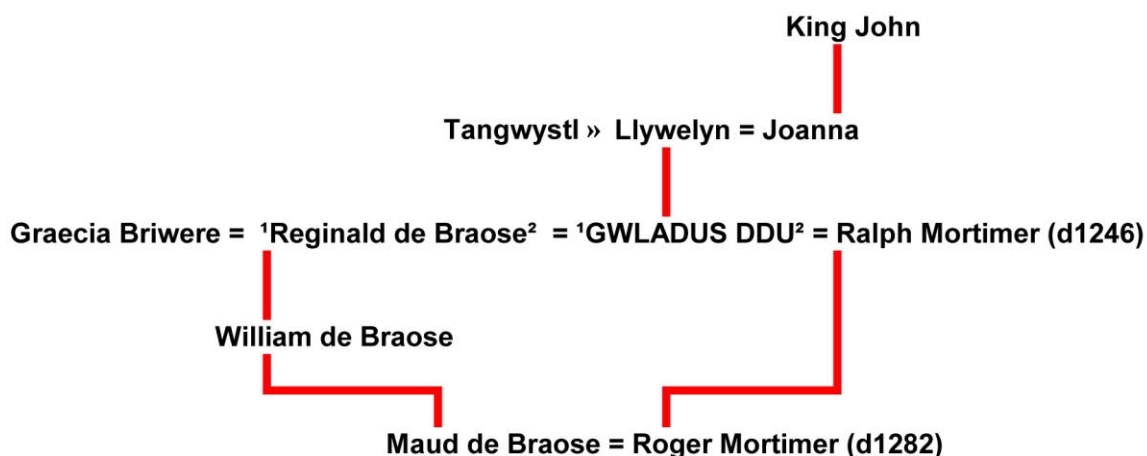 King John
Tangwystl » Llywelyn = Joanna
Graecia Briwere = ¹Reginald de Braose² = ¹GWLADUS DDU² = Ralph Mortimer (d1246)
William de Braose
Maud de Braose = Roger Mortimer (d1282)